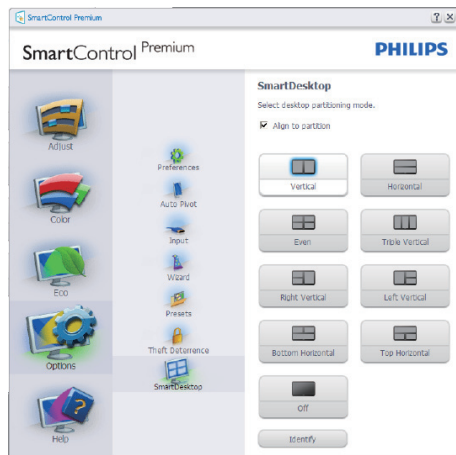 SmartControl Premium
SmartControl Premium
PHILIPS
Adjust
Color
Eco
Options
Help
Preferences
Auto Pivot
Input
Wizard
Presets
Theft Deterrence
SmartDesktop
SmartDesktop
Select desktop partitioning mode.
Align to partition
Vertical
Horizontal
Even
Triple Vertical
Right Vertical
Left Vertical
Bottom Horizontal
Top Horizontal
Off
Identify